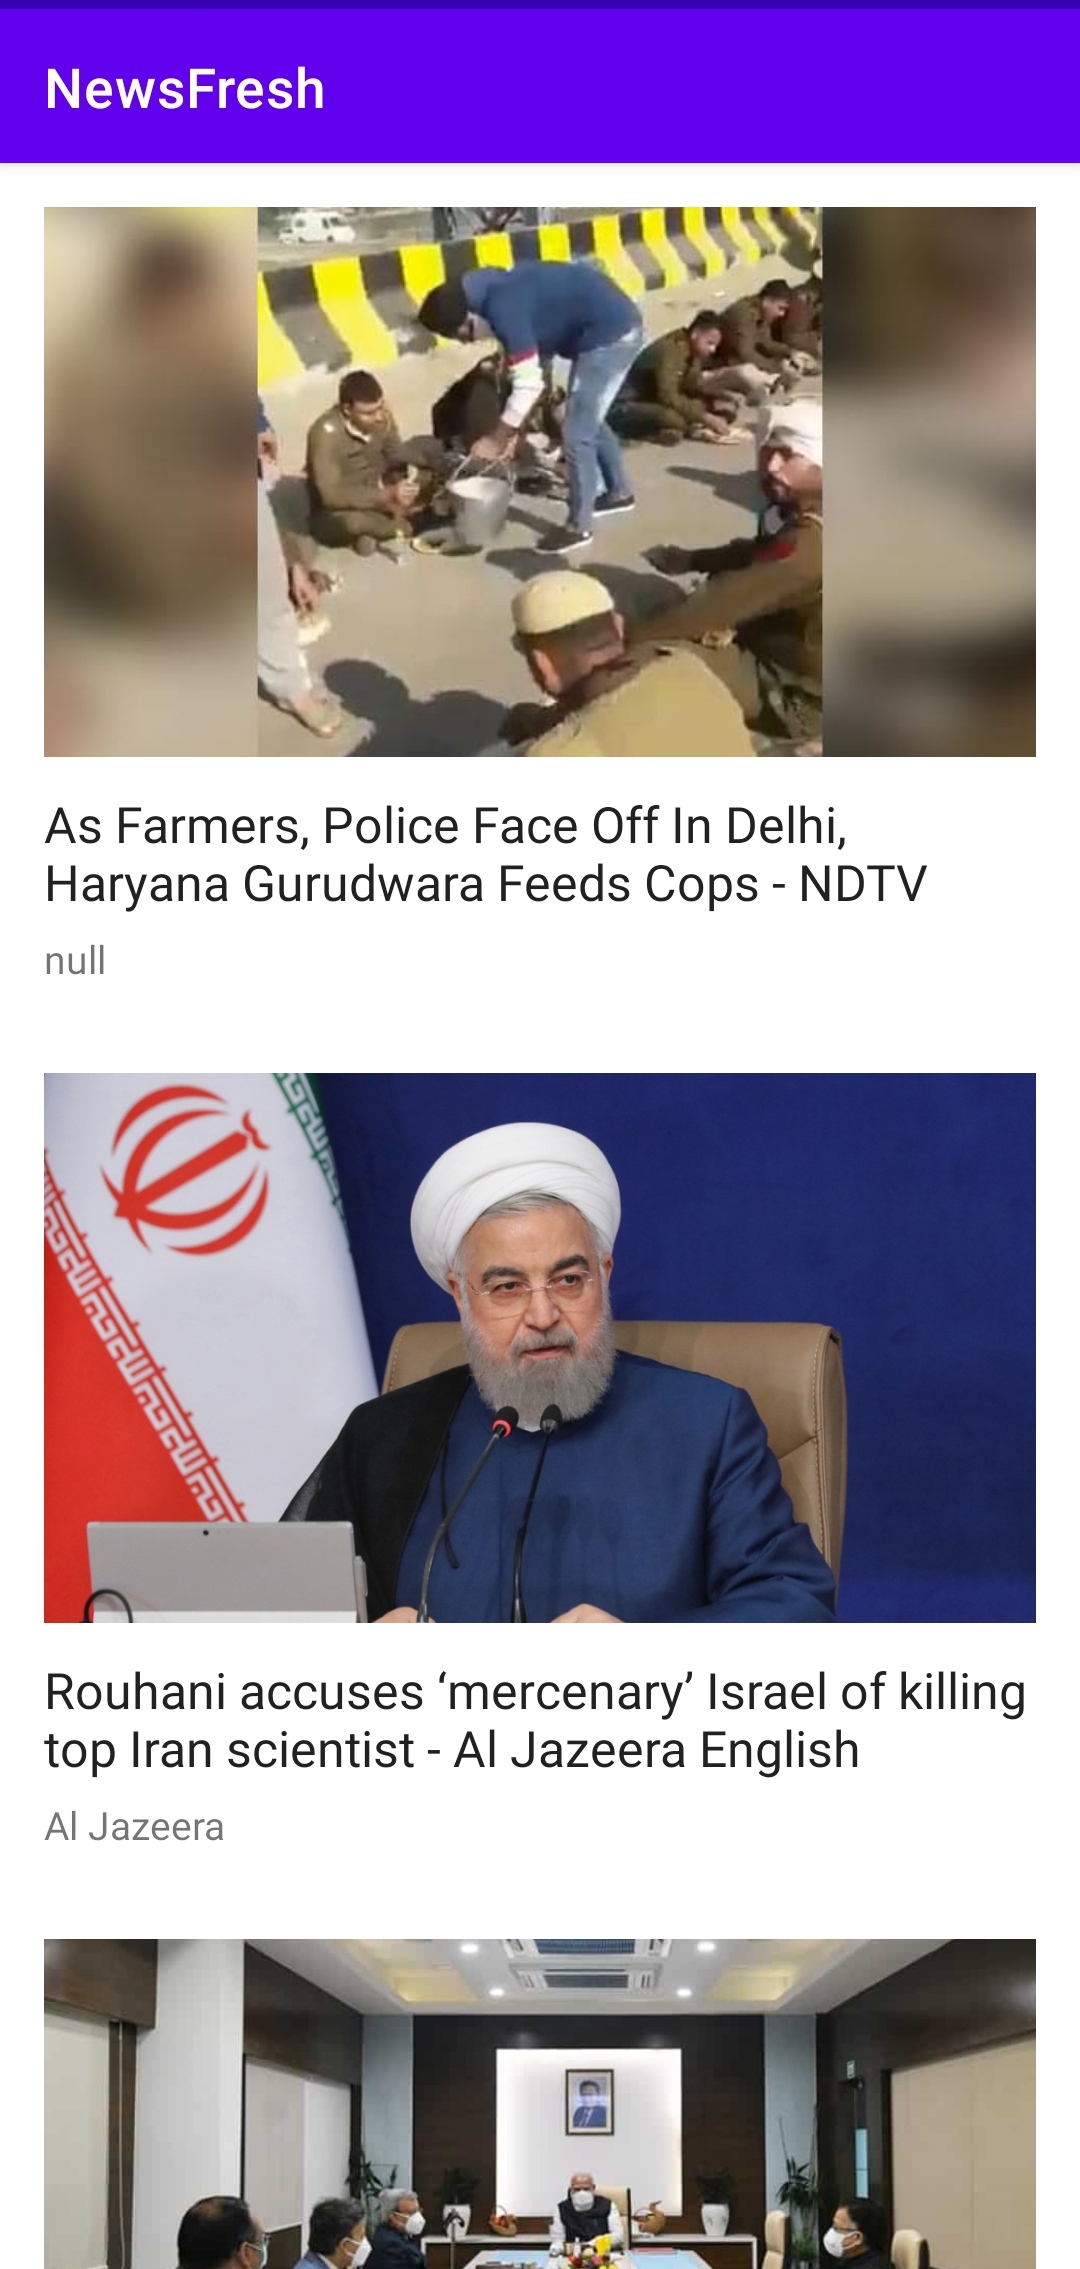 NewsFresh
As Farmers, Police Face Off In Delhi,
Haryana Gurudwara Feeds Cops - NDTV
null
Rouhani accuses ‘mercenary’ Israel of killing
top Iran scientist - Al Jazeera English
Al Jazeera